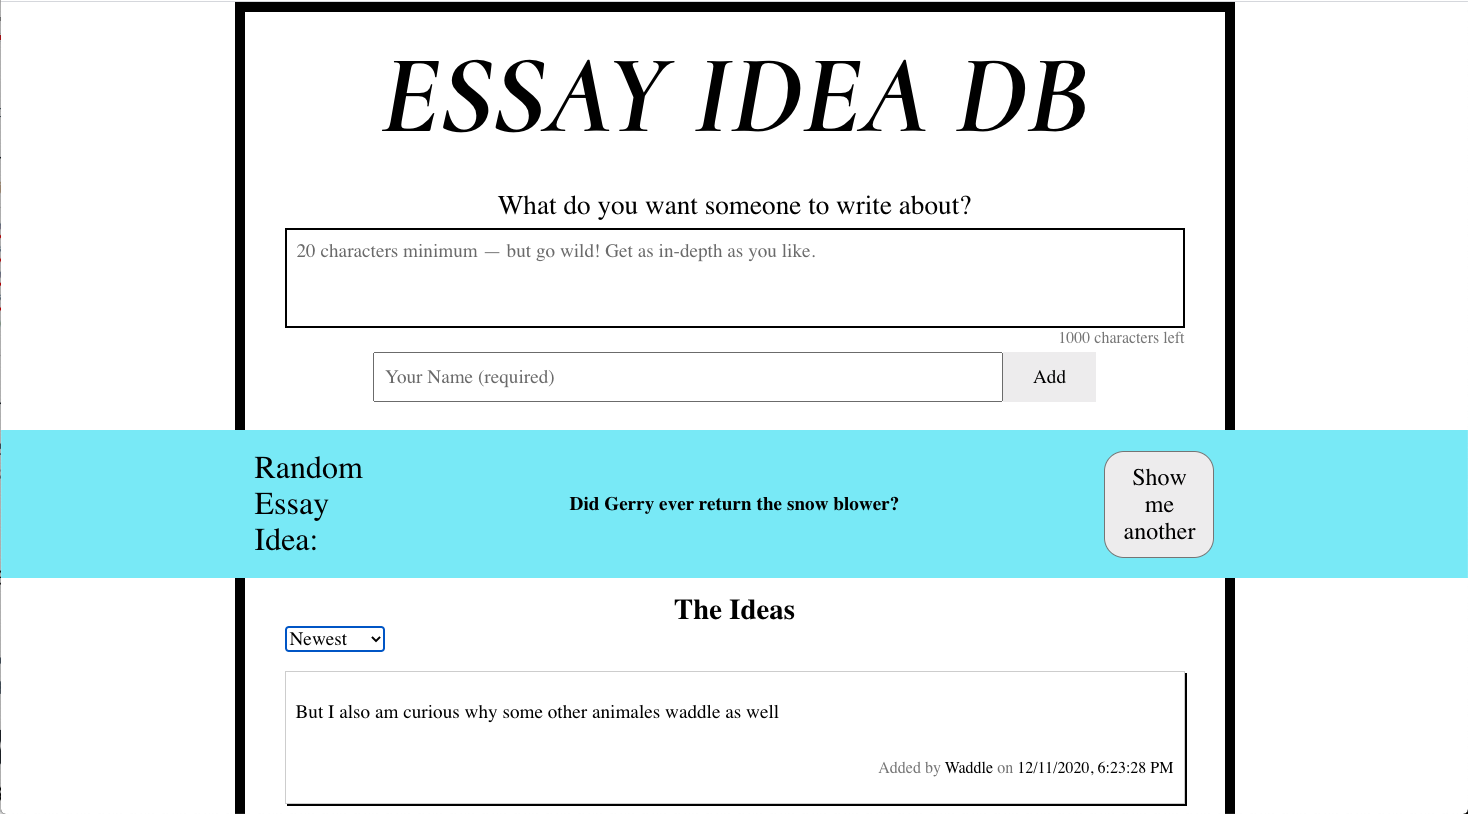 ESSAY IDEA DB
What do you want someone to write about?
20 characters minimum — but go wild! Get as in-depth as you like.
1000 characters left
Your Name (required)
Add
Random
Essay
Idea:
Did Gerry ever return the snow blower?
Show
me
another
The Ideas
Newest
But I also am curious why some other animales waddle as well
Added by Waddle on 12/11/2020, 6:23:28 PM